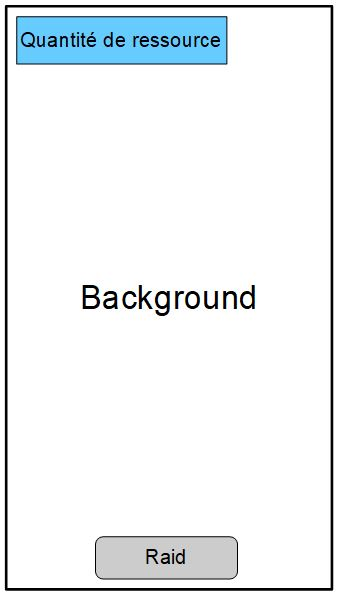 Quantité de ressource
Background
Raid